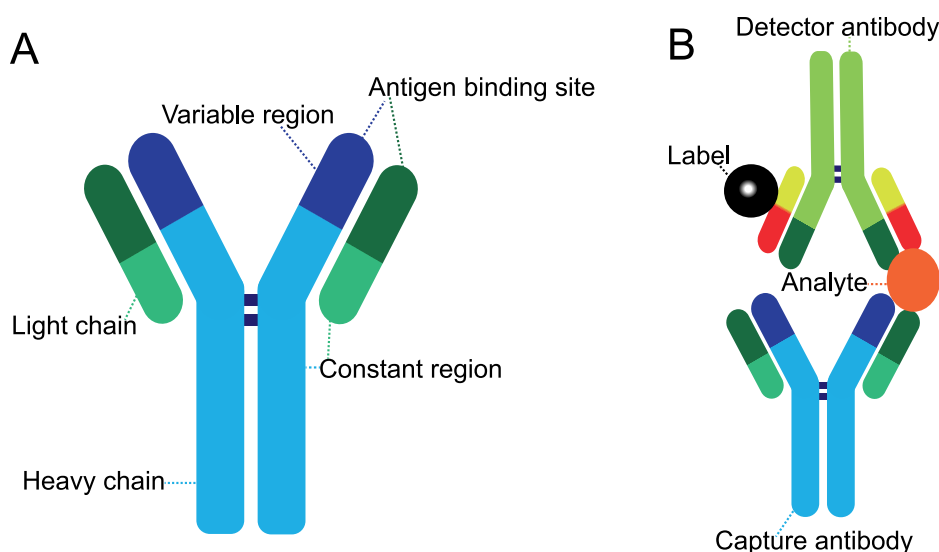 A
Variable region
Antigen binding site
Light chain
Constant region
Heavy chain
B
Detector antibody
Label
Analyte
Capture antibody